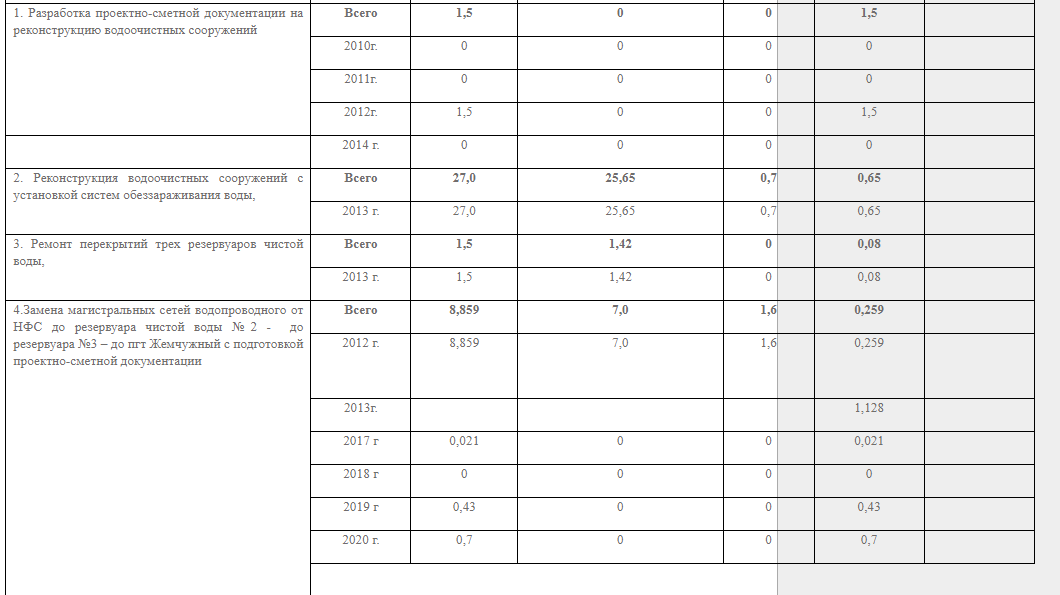 1. Разработка проектно-сметной документации на
реконструкцию водоочистных сооружений
Всего 1,5 0 0 1,5
2010г. 0 0 0 0
2011г. 0 0 0 0
2012г. 1,5 0 0 1,5
2014 г. 0 0 0 0
2. Реконструкция водоочистных сооружений с
установкой систем обеззараживания воды,
Всего 27,0 25,65 0,7 0,65
2013 г. 27,0 25,65 0,7 0,65
3. Ремонт перекрытий трех резервуаров чистой
воды,
Всего 1,5 1,42 0 0,08
2013 г. 1,5 1,42 0 0,08
4.Замена магистральных сетей водопроводного от
НФС до резервуара чистой воды №2 - до
резервуара №3 – до пгт Жемчужный с подготовкой
проектно-сметной документации
Всего 8,859 7,0 1,6 0,259
2012 г. 8,859 7,0 1,6 0,259
2013г. 1,128
2017 г 0,021 0 0 0,021
2018 г 0 0 0 0
2019 г 0,43 0 0 0,43
2020 г. 0,7 0 0 0,7